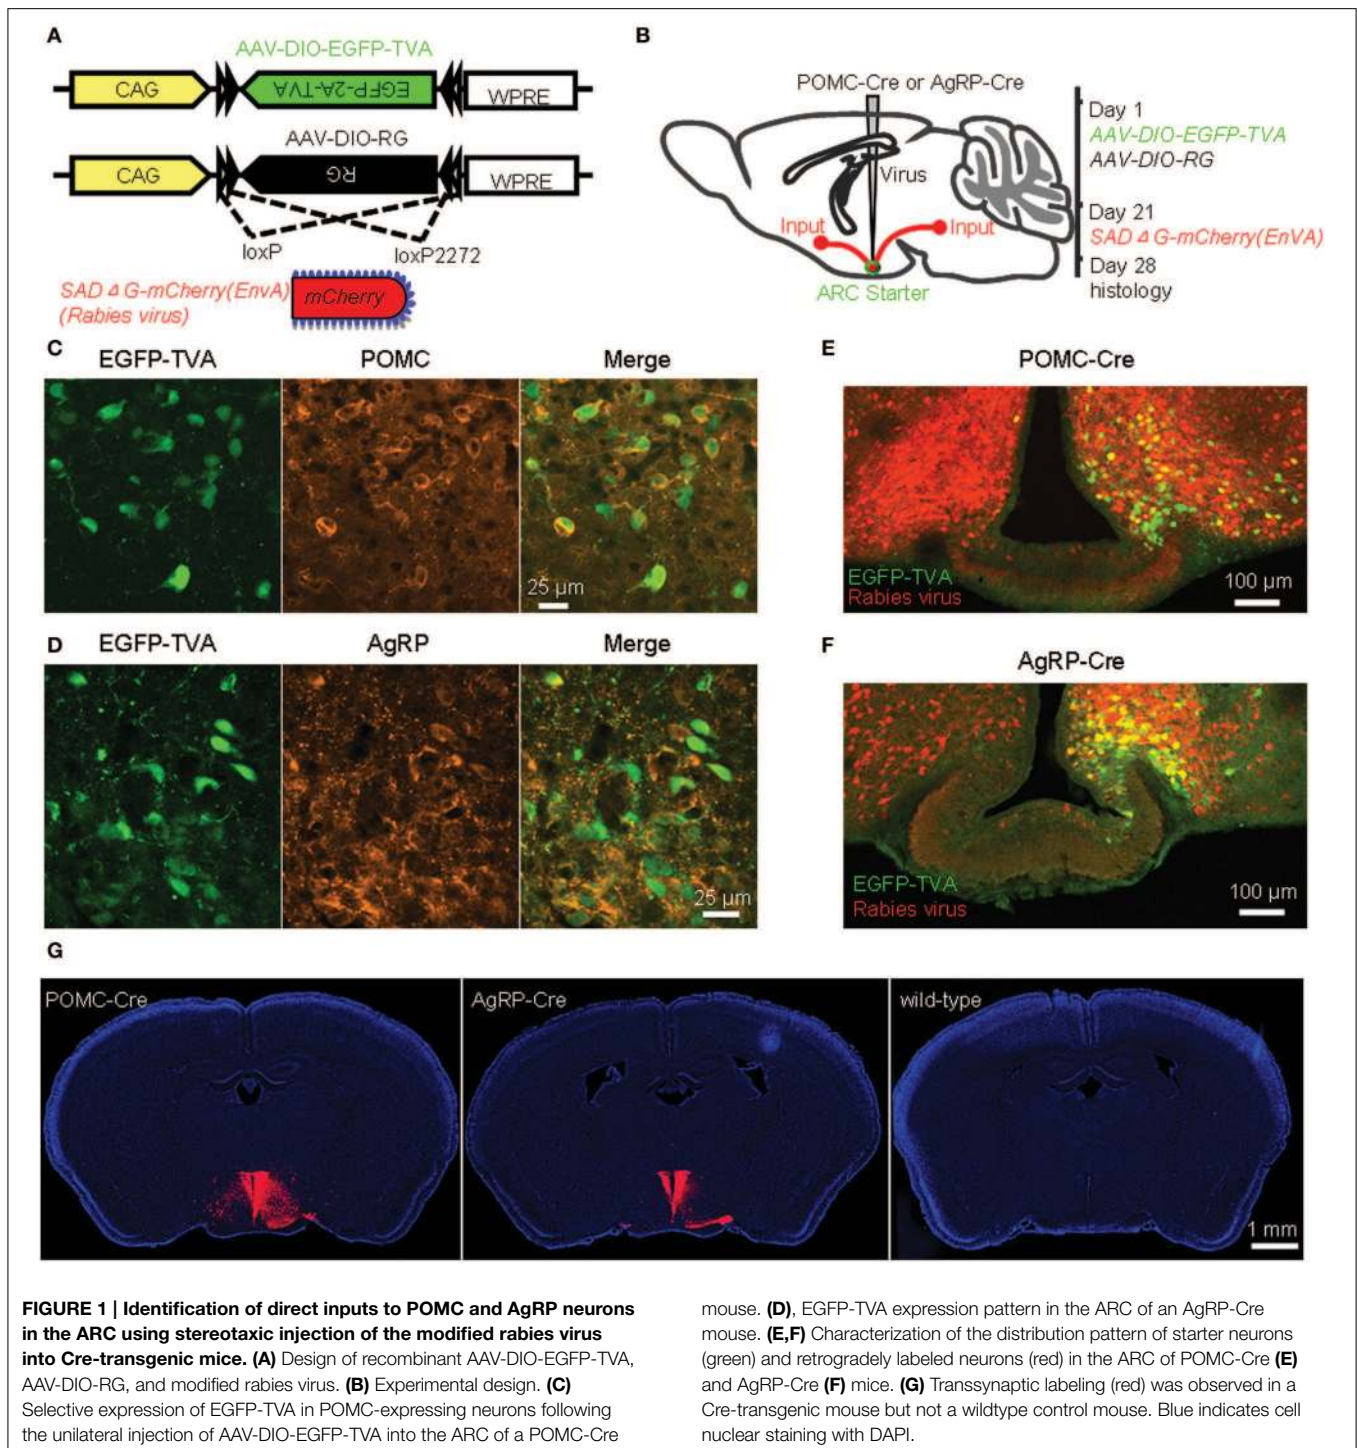 A
AAV-DIO-EGFP-TVA
CAG
EGFP-2A-TVA
WPRE
AAV-DIO-RG
CAG
RG
WPRE
loxP
loxP2272
SAD Δ G-mCherry(EnvA)
(Rabies virus)
mCherry
B
POMC-Cre or AgRP-Cre
Virus
Input
Input
ARC Starter
Day 1
AAV-DIO-EGFP-TVA
AAV-DIO-RG
Day 21
SAD Δ G-mCherry(EnVA)
Day 28
histology
C
EGFP-TVA
POMC
Merge
25 µm
D
EGFP-TVA
AgRP
Merge
25 µm
E
POMC-Cre
EGFP-TVA
Rabies virus
100 µm
F
AgRP-Cre
EGFP-TVA
Rabies virus
100 µm
G
POMC-Cre
AgRP-Cre
wild-type
1 mm
FIGURE 1 | Identification of direct inputs to POMC and AgRP neurons
in the ARC using stereotaxic injection of the modified rabies virus
into Cre-transgenic mice. (A) Design of recombinant AAV-DIO-EGFP-TVA,
AAV-DIO-RG, and modified rabies virus. (B) Experimental design. (C)
Selective expression of EGFP-TVA in POMC-expressing neurons following
the unilateral injection of AAV-DIO-EGFP-TVA into the ARC of a POMC-Cre
mouse. (D), EGFP-TVA expression pattern in the ARC of an AgRP-Cre
mouse. (E,F) Characterization of the distribution pattern of starter neurons
(green) and retrogradely labeled neurons (red) in the ARC of POMC-Cre (E)
and AgRP-Cre (F) mice. (G) Transsynaptic labeling (red) was observed in a
Cre-transgenic mouse but not a wildtype control mouse. Blue indicates cell
nuclear staining with DAPI.